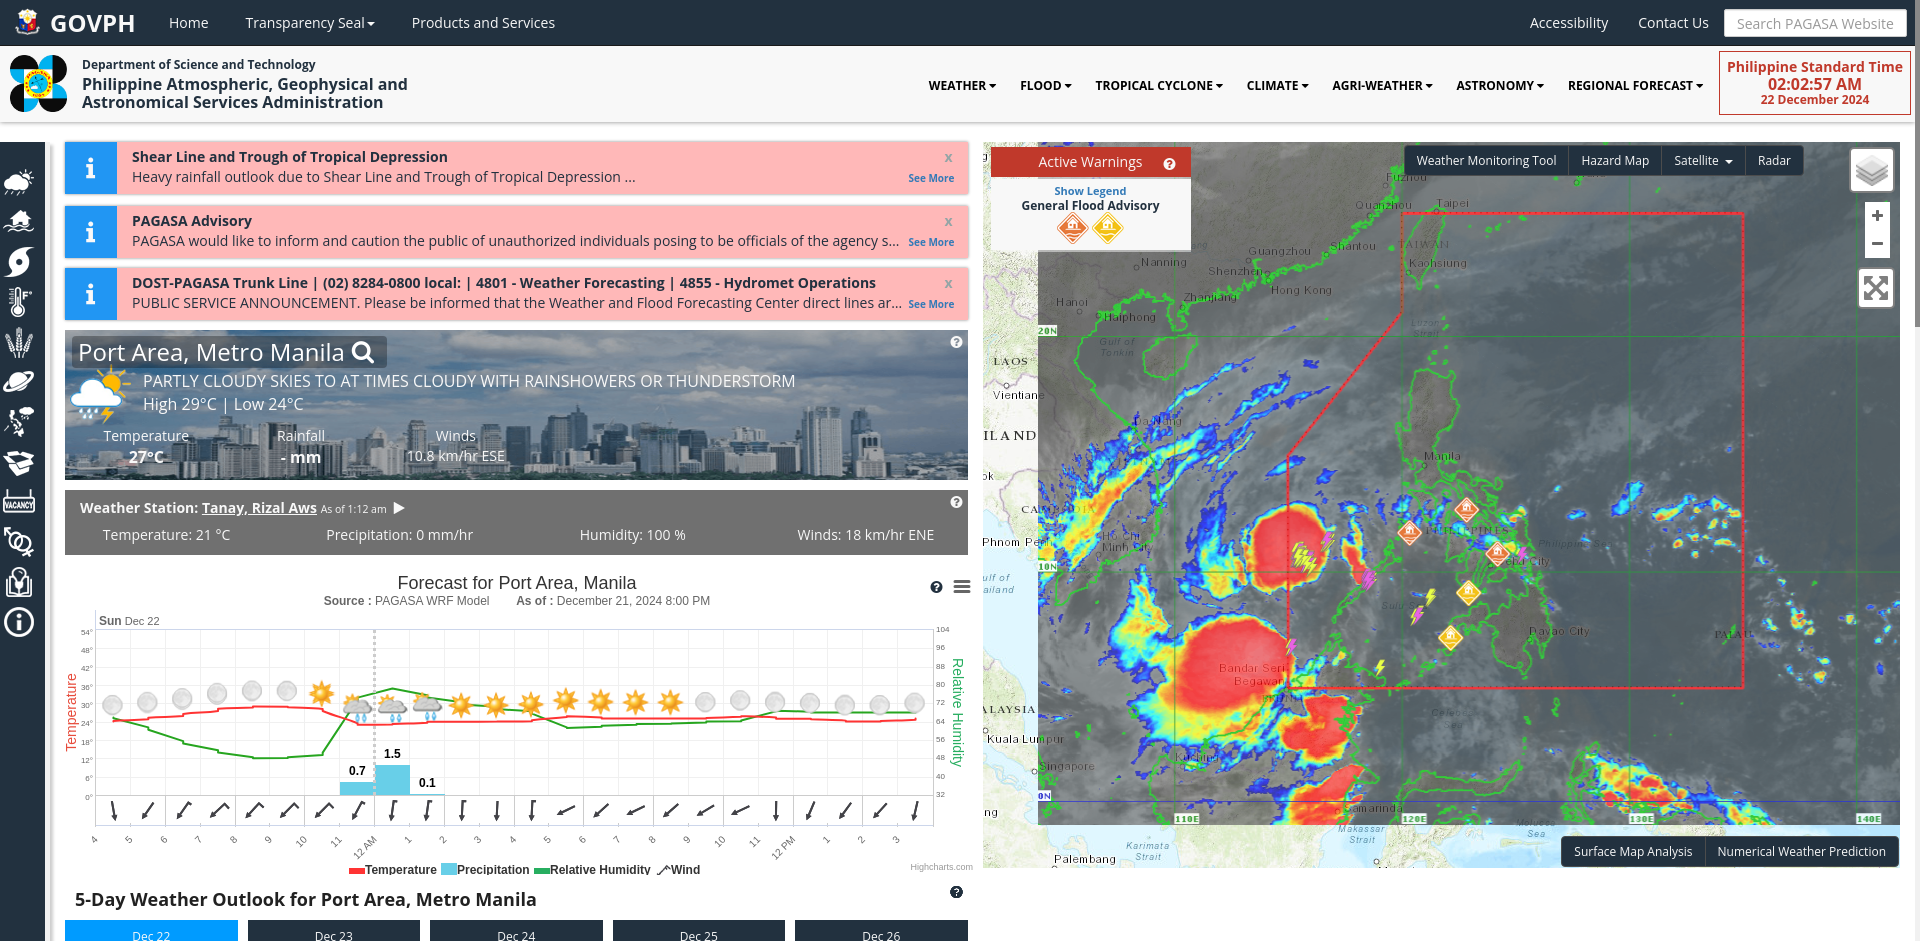 GOVPH
Home
Transparency Seal
Products and Services
Accessibility
Contact Us
Search PAGASA Website
Department of Science and Technology
Philippine Atmospheric, Geophysical and
Astronomical Services Administration
WEATHER
FLOOD
TROPICAL CYCLONE
CLIMATE
AGRI-WEATHER
ASTRONOMY
REGIONAL FORECAST
Philippine Standard Time
02:02:57 AM
22 December 2024
Shear Line and Trough of Tropical Depression
x
Heavy rainfall outlook due to Shear Line and Trough of Tropical Depression ...
See More
PAGASA Advisory
x
PAGASA would like to inform and caution the public of unauthorized individuals posing to be officials of the agency s...
See More
DOST-PAGASA Trunk Line | (02) 8284-0800 local: | 4801 - Weather Forecasting | 4855 - Hydromet Operations
x
PUBLIC SERVICE ANNOUNCEMENT. Please be informed that the Weather and Flood Forecasting Center direct lines ar...
See More
Port Area, Metro Manila
PARTLY CLOUDY SKIES TO AT TIMES CLOUDY WITH RAINSHOWERS OR THUNDERSTORM
High 29°C | Low 24°C
Temperature
Rainfall
Winds
27°C
- mm
10.8 km/hr ESE
Weather Station: Tanay, Rizal Aws As of 1:12 am
Temperature: 21 °C
Precipitation: 0 mm/hr
Humidity: 100 %
Winds: 18 km/hr ENE
Forecast for Port Area, Manila
Source : PAGASA WRF Model As of : December 21, 2024 8:00 PM
Sun Dec 22
54°
48°
42°
36°
30°
24°
18°
12°
6°
0°
Temperature
104
96
88
80
72
64
56
48
40
32
Relative Humidity
0.7
1.5
0.1
4 5 6 7 8 9 10 11 12 AM 1 2 3 4 5 6 7 8 9 10 11 12 PM 1 2 3
Temperature Precipitation Relative Humidity Wind
Highcharts.com
5-Day Weather Outlook for Port Area, Metro Manila
Dec 22
Dec 23
Dec 24
Dec 25
Dec 26
VACANCY
Active Warnings
Show Legend
General Flood Advisory
Weather Monitoring Tool
Hazard Map
Satellite
Radar
+
−
Fuzhou
Quanzhou
Taipei
TAIWAN
Kaohsiung
Guangzhou
Shantou
Nanning
Shenzhen
Hong Kong
Zhanjiang
Hanoi
Haiphong
Gulf of
Tonkin
Luzon
Strait
20N
LAOS
Vientiane
Da Nang
ILAND
Manila
CAMBODIA
Phnom Pen
Ho Chi
Minh City
PHILIPPINES
Philippine Sea
City
10N
ulf of
ailand
Sulu
Davao City
PALAU
Bandar Seri
Begawan
BRUNEI
ALAYSIA
Kuala Lumpur
Celebes
Kuching
Singapore
0N
Samarinda
110E
120E
130E
140E
ng
Makassar
Strait
Molucca
Sea
Karimata
Strait
Palembang
Surface Map Analysis
Numerical Weather Prediction